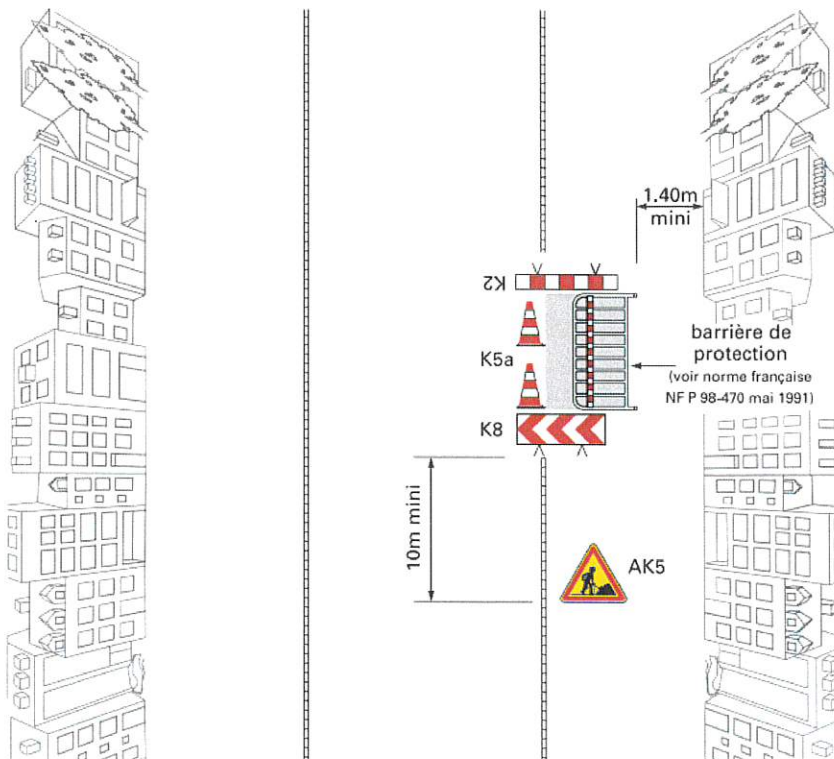 1.40m
mini
K2
K5a
barrière de
protection
(voir norme française
NF P 98-470 mai 1991)
K8
10m mini
AK5